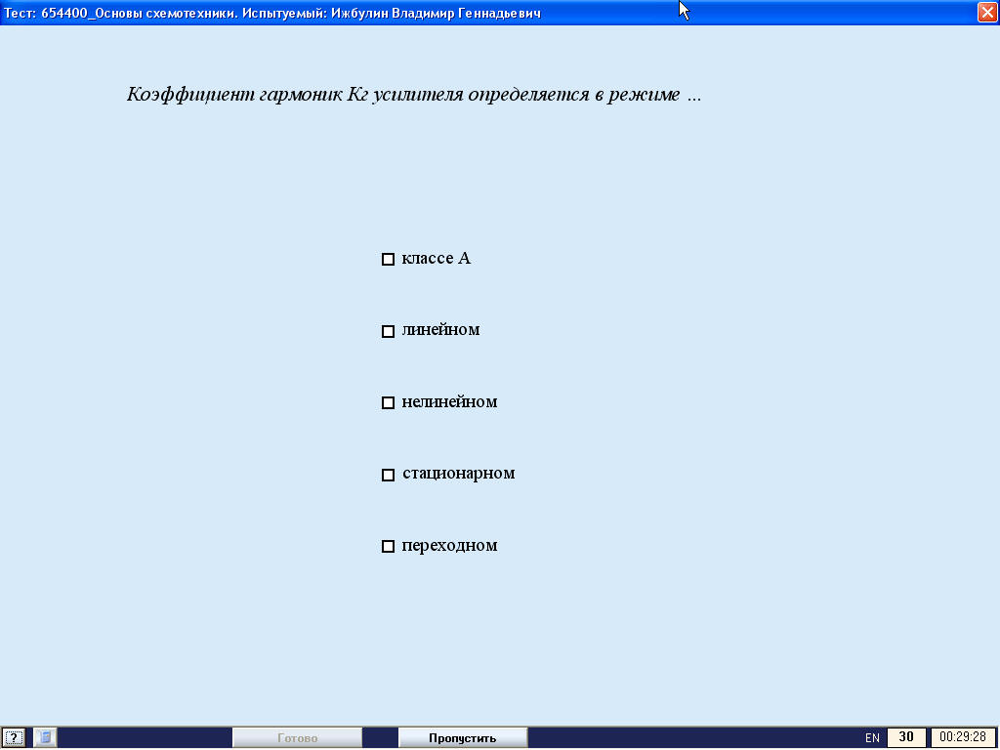 Тест: 654400_Основы схемотехники. Испытуемый: Ижбулин Владимир Геннадьевич
Коэффициент гармоник Кг усилителя определяется в режиме ...
классе А
линейном
нелинейном
стационарном
переходном
? Готово Пропустить EN 30 00:29:28